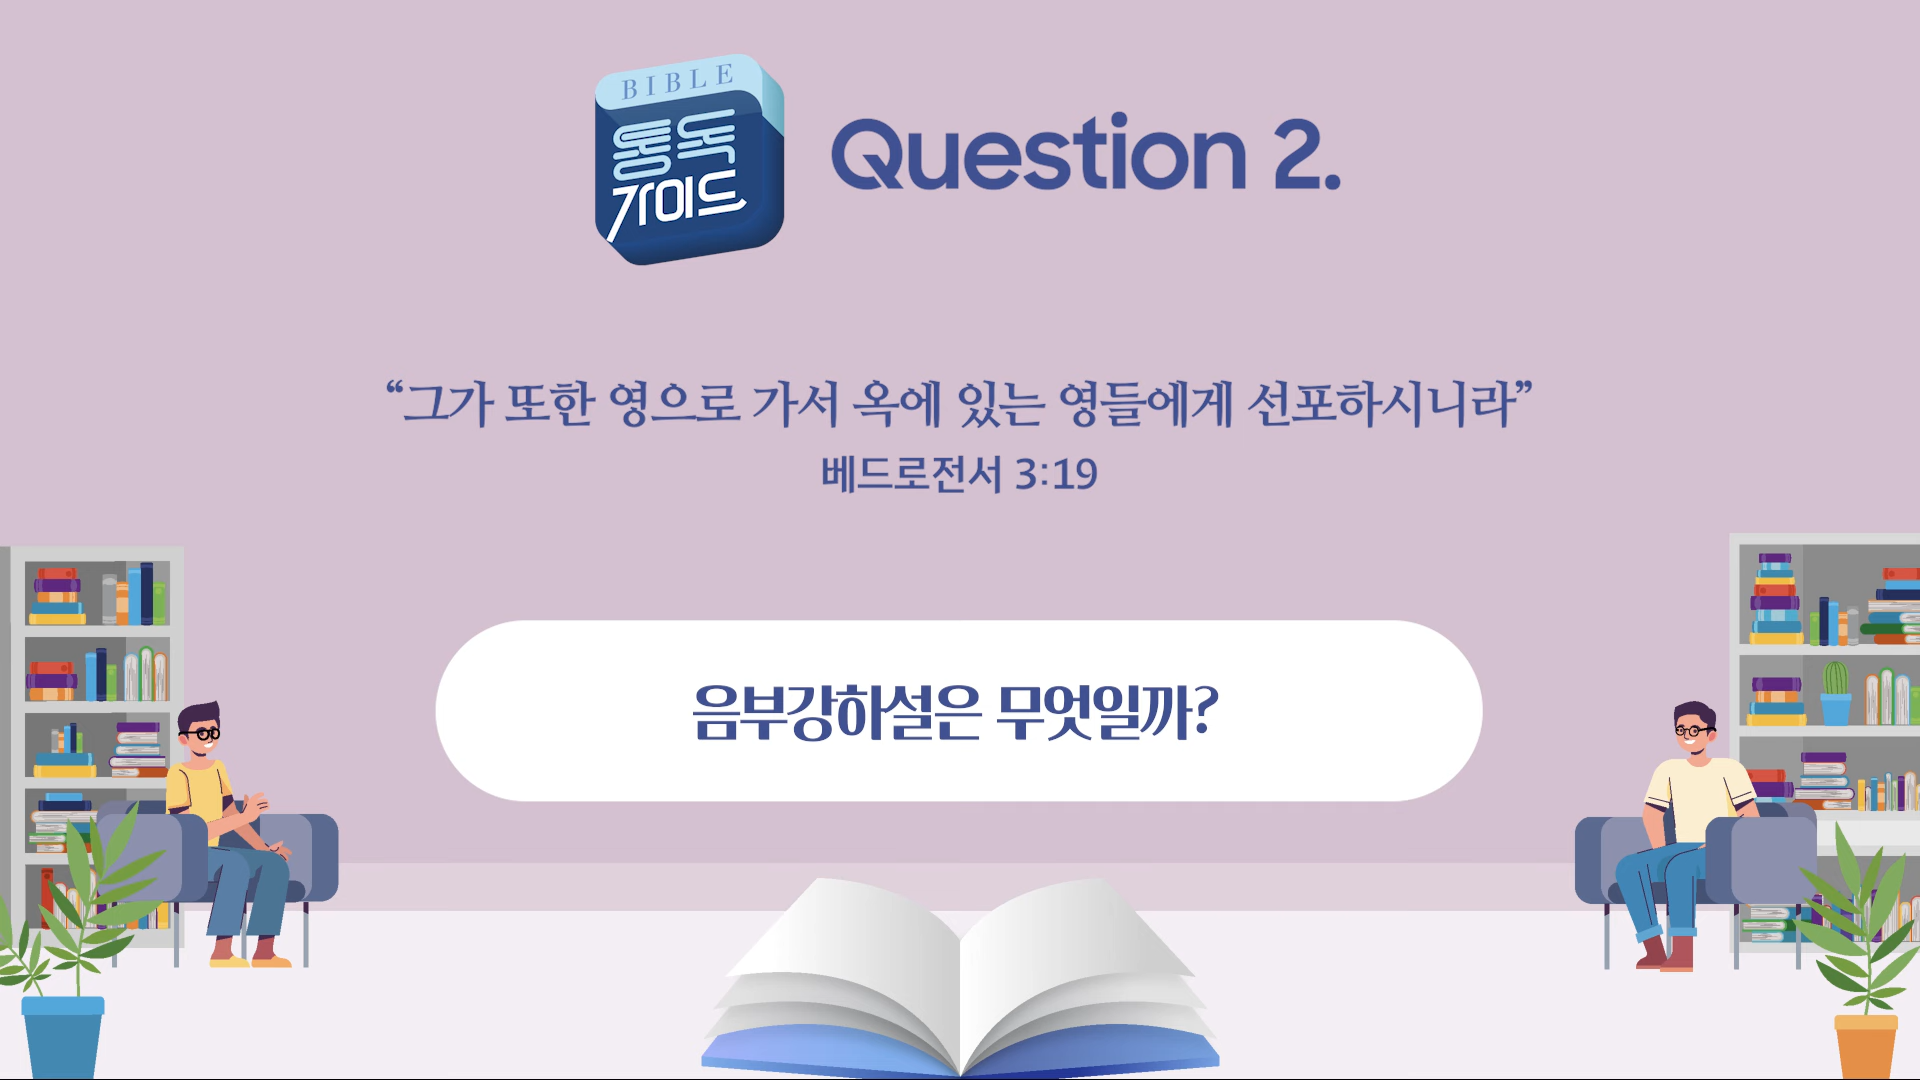 BIBLE
통독
가이드
Question 2.
“그가 또한 영으로 가서 옥에 있는 영들에게 선포하시니라”
베드로전서 3:19
음부강하설은 무엇일까?